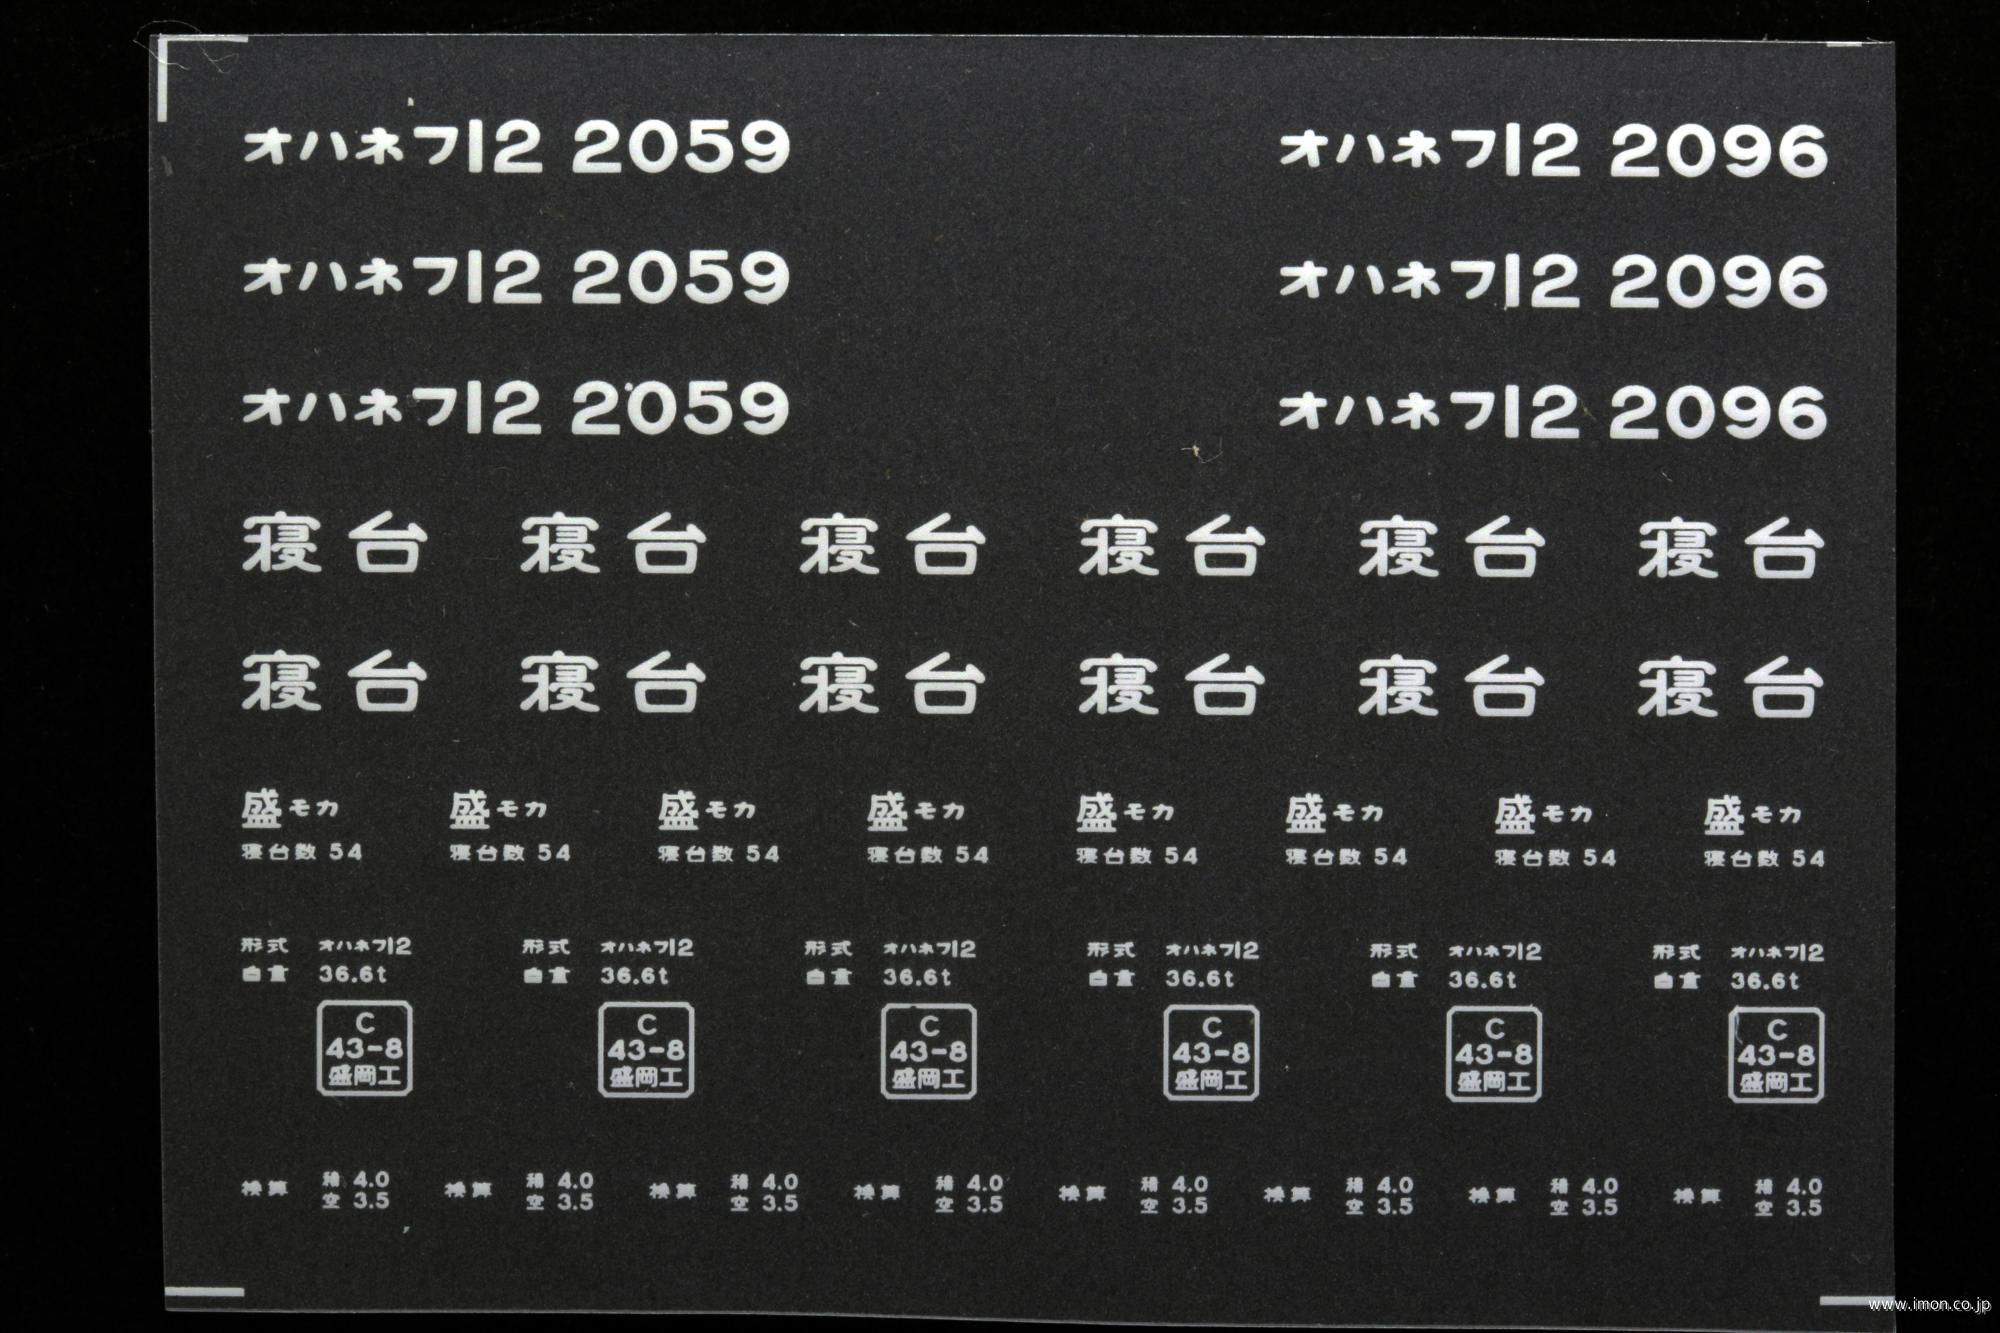 オハネフ12 2059 オハネフ12 2096
オハネフ12 2059 オハネフ12 2096
オハネフ12 2059 オハネフ12 2096
寝台 寝台 寝台 寝台 寝台 寝台
寝台 寝台 寝台 寝台 寝台 寝台
盛モカ 盛モカ 盛モカ 盛モカ 盛モカ 盛モカ 盛モカ 盛モカ
寝台数 54 寝台数 54 寝台数 54 寝台数 54 寝台数 54 寝台数 54 寝台数 54 寝台数 54
形式 オハネフ12 形式 オハネフ12 形式 オハネフ12 形式 オハネフ12 形式 オハネフ12 形式 オハネフ12
自重 36.6t 自重 36.6t 自重 36.6t 自重 36.6t 自重 36.6t 自重 36.6t
C C C C C C
43-8 43-8 43-8 43-8 43-8 43-8
盛岡工 盛岡工 盛岡工 盛岡工 盛岡工 盛岡工
換算 積 4.0 換算 積 4.0 換算 積 4.0 換算 積 4.0 換算 積 4.0 換算 積 4.0 換算 積 4.0 換算 積 4.0
空 3.5 空 3.5 空 3.5 空 3.5 空 3.5 空 3.5 空 3.5 空 3.5
www.imon.co.jp